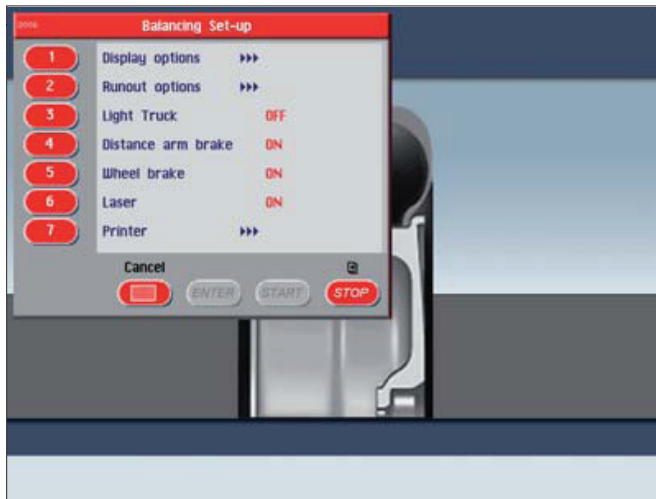 2006 Balancing Set-up
1 Display options
2 Runout options
3 Light Truck OFF
4 Distance arm brake ON
5 Wheel brake ON
6 Laser ON
7 Printer
Cancel
ENTER START STOP